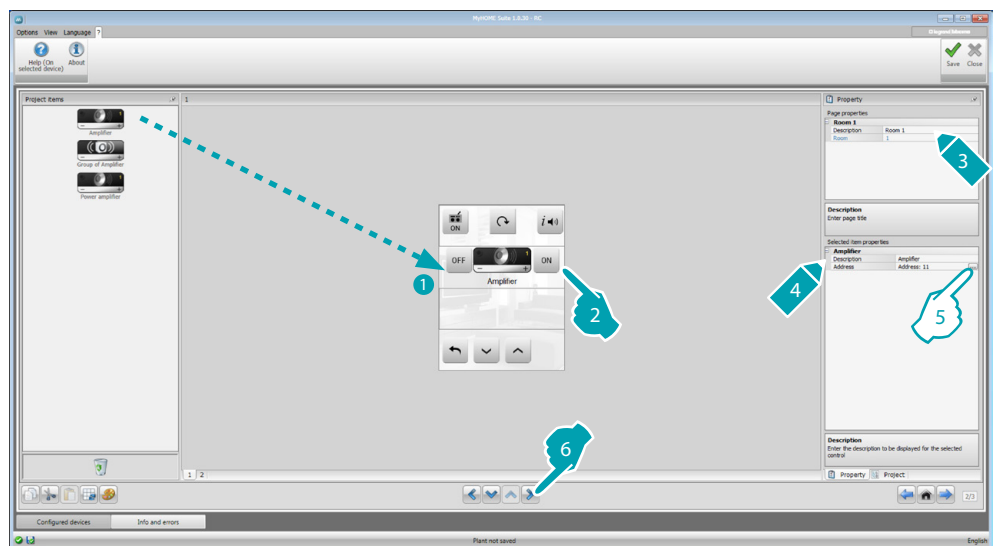 MyHOME Suite 1.0.30 - RC
Options View Language ?
Help (On selected device)
About
Save
Close
Project items
1
Property
Amplifier
Group of Amplifier
Power amplifier
Page properties
Room 1
Description Room 1
Room 1
3
Description
Enter page title
Selected item properties
Amplifier
Description Amplifier
Address Address: 11
...
4
5
ON
i
OFF
1
- +
ON
Amplifier
1
2
6
Description
Enter the description to be displayed for the selected
control
1 2
Property Project
2/3
Configured devices Info and errors
Plant not saved
English